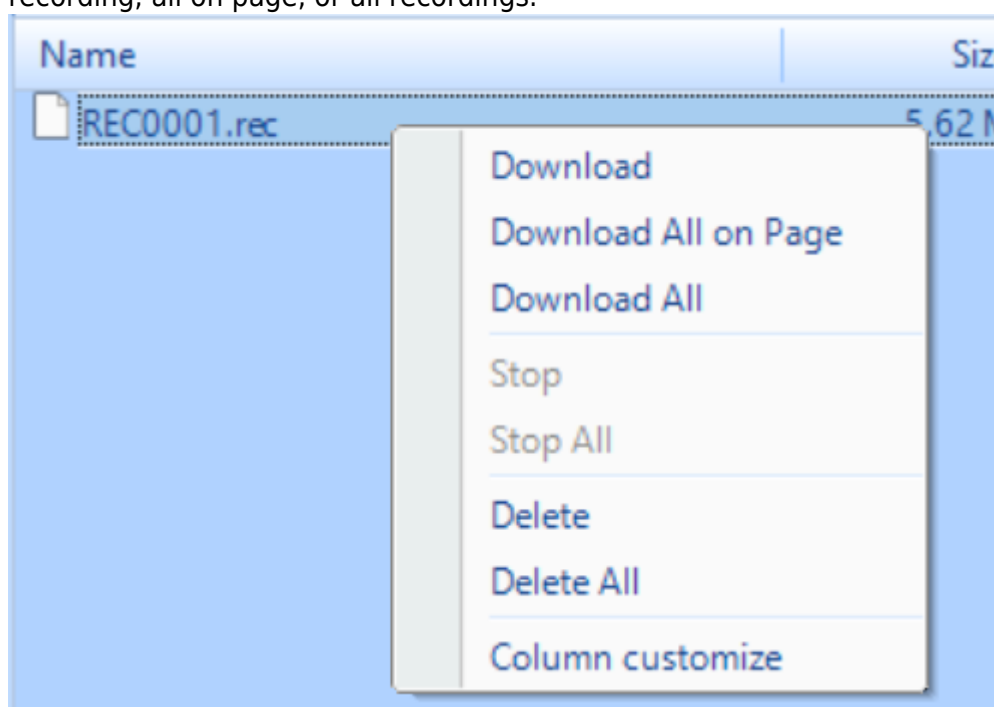 recording, all on page, or all recordings.
Name Siz
REC0001.rec 5,62 M
Download
Download All on Page
Download All
Stop
Stop All
Delete
Delete All
Column customize